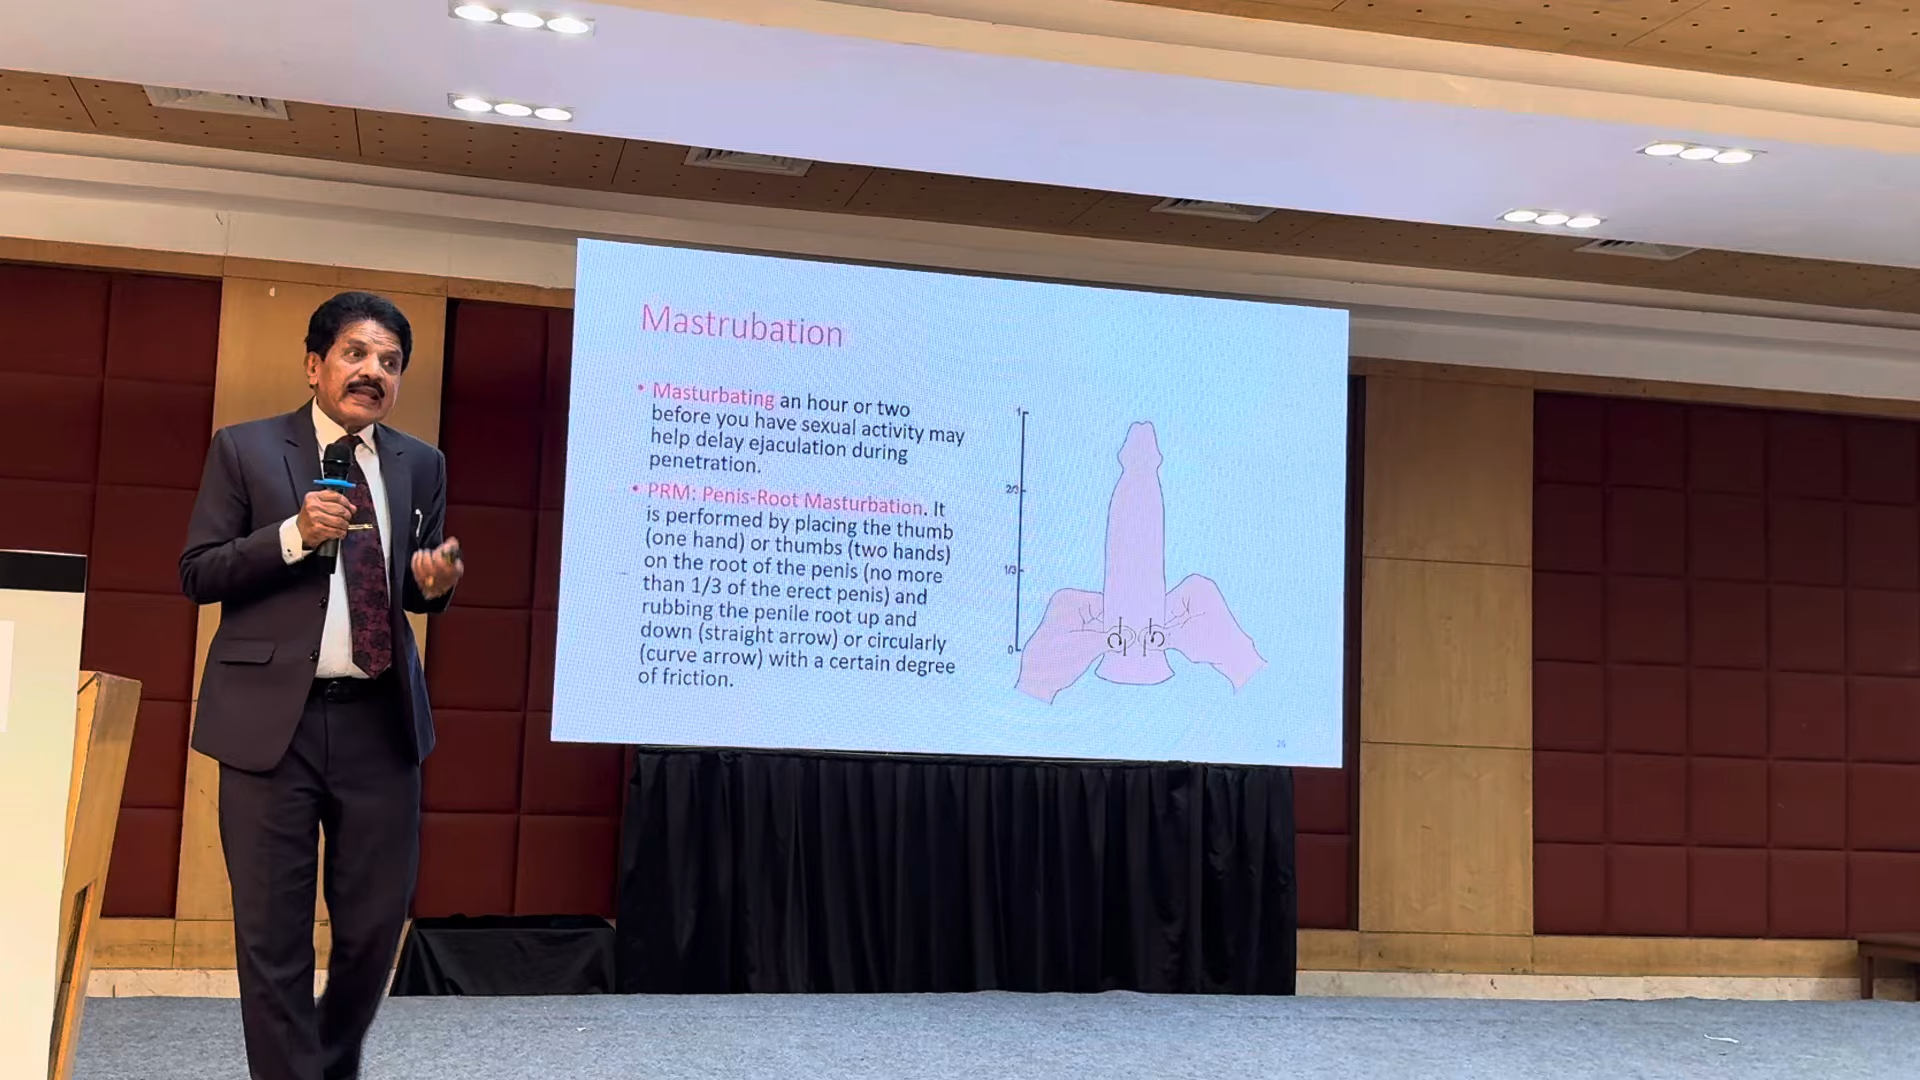 Mastrubation
• Masturbating an hour or two
before you have sexual activity may
help delay ejaculation during
penetration.
• PRM: Penis-Root Masturbation. It
is performed by placing the thumb
(one hand) or thumbs (two hands)
on the root of the penis (no more
than 1/3 of the erect penis) and
rubbing the penile root up and
down (straight arrow) or circularly
(curve arrow) with a certain degree
of friction.
1
2/3
1/3
0
26